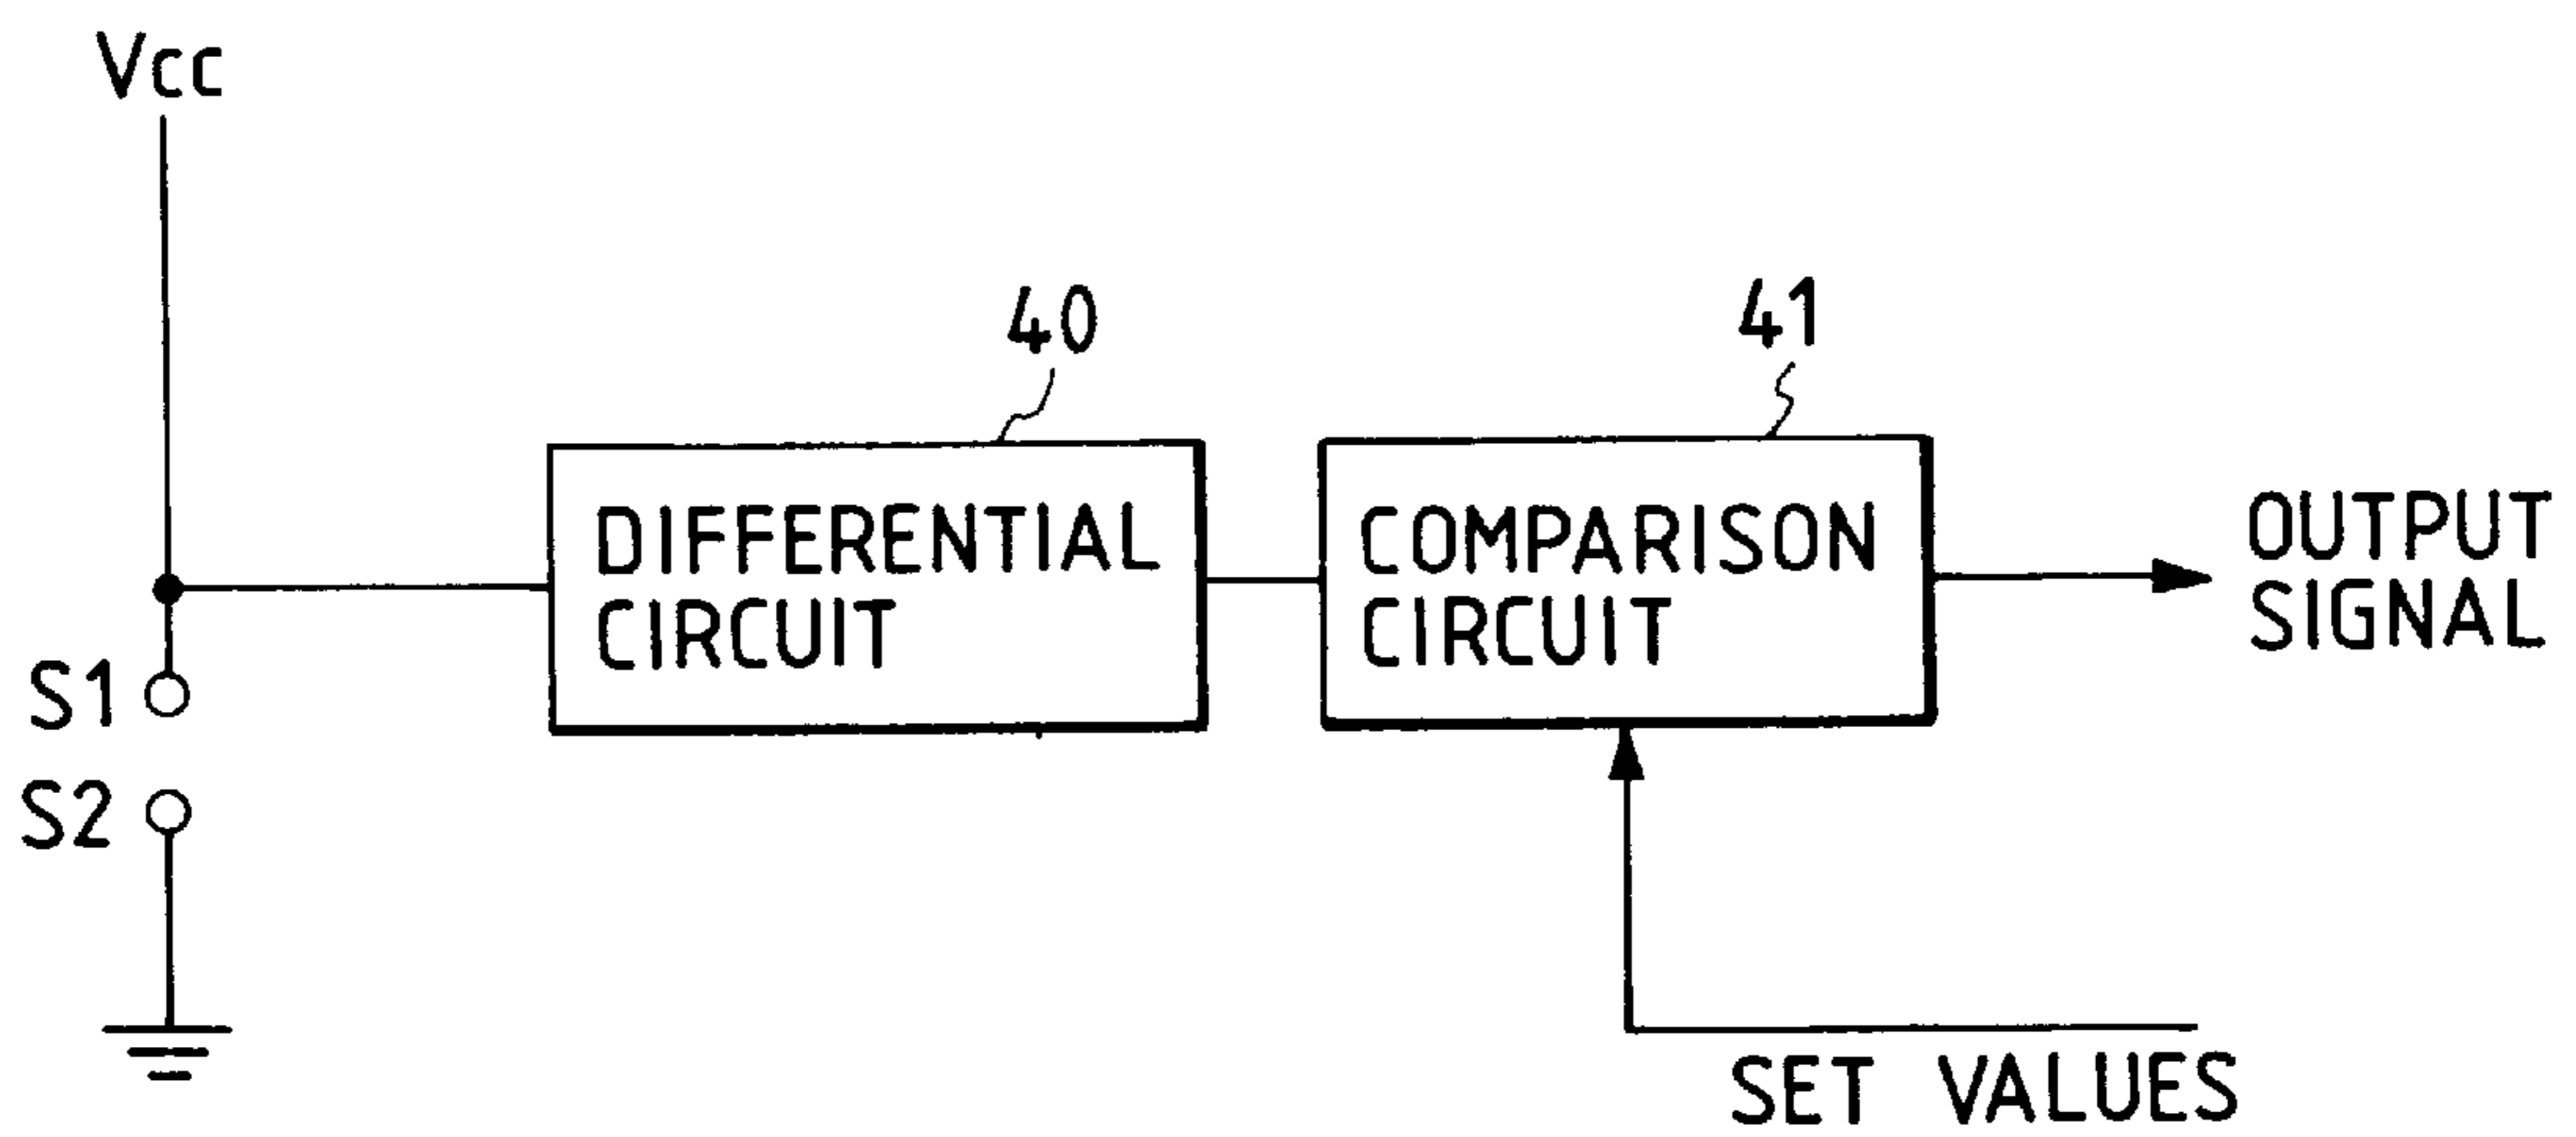 Vcc
40
41
DIFFERENTIAL
CIRCUIT
COMPARISON
CIRCUIT
OUTPUT
SIGNAL
S1
S2
SET VALUES